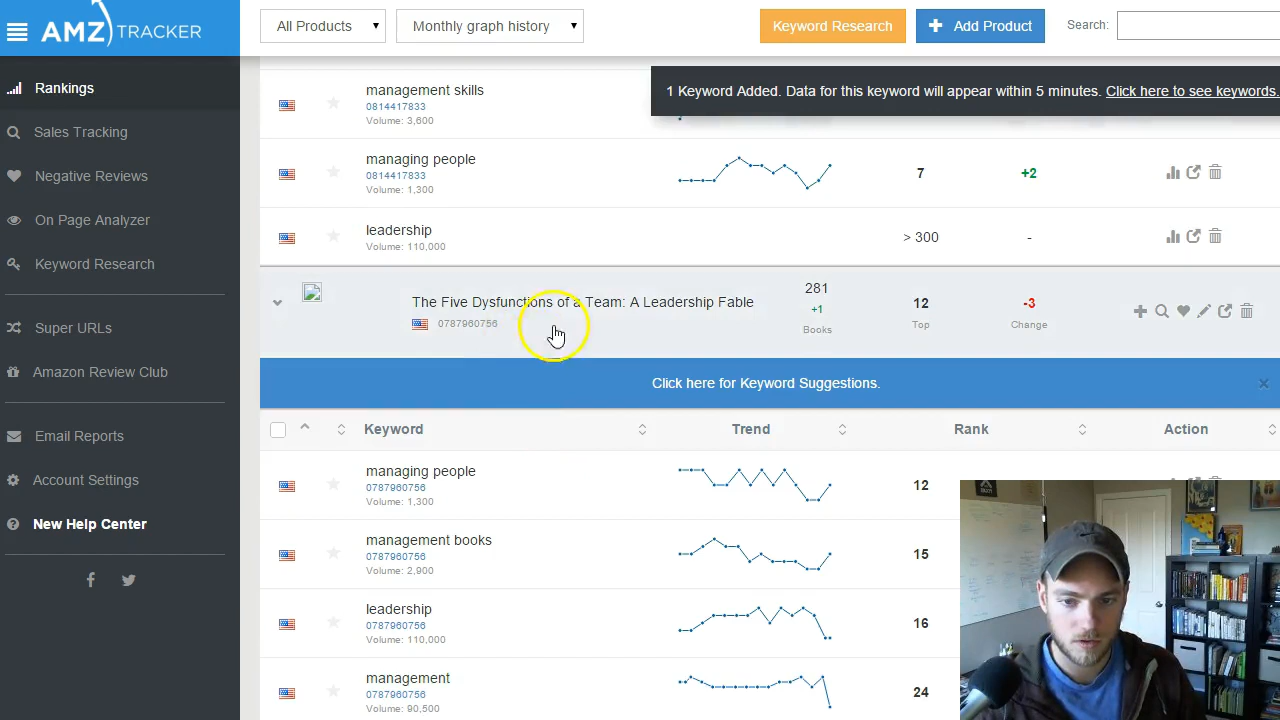 AMZ TRACKER
All Products
Monthly graph history
Keyword Research
Add Product
Search:
Rankings
Sales Tracking
Negative Reviews
On Page Analyzer
Keyword Research
Super URLs
Amazon Review Club
Email Reports
Account Settings
New Help Center
1 Keyword Added. Data for this keyword will appear within 5 minutes. Click here to see keywords.
management skills
0814417833
Volume: 3,600
managing people
0814417833
Volume: 1,300
7
+2
leadership
Volume: 110,000
> 300
-
The Five Dysfunctions of a Team: A Leadership Fable
0787960756
281
+1
Books
12
Top
-3
Change
Click here for Keyword Suggestions.
Keyword
Trend
Rank
Action
managing people
0787960756
Volume: 1,300
12
management books
0787960756
Volume: 2,900
15
leadership
0787960756
Volume: 110,000
16
management
0787960756
Volume: 90,500
24